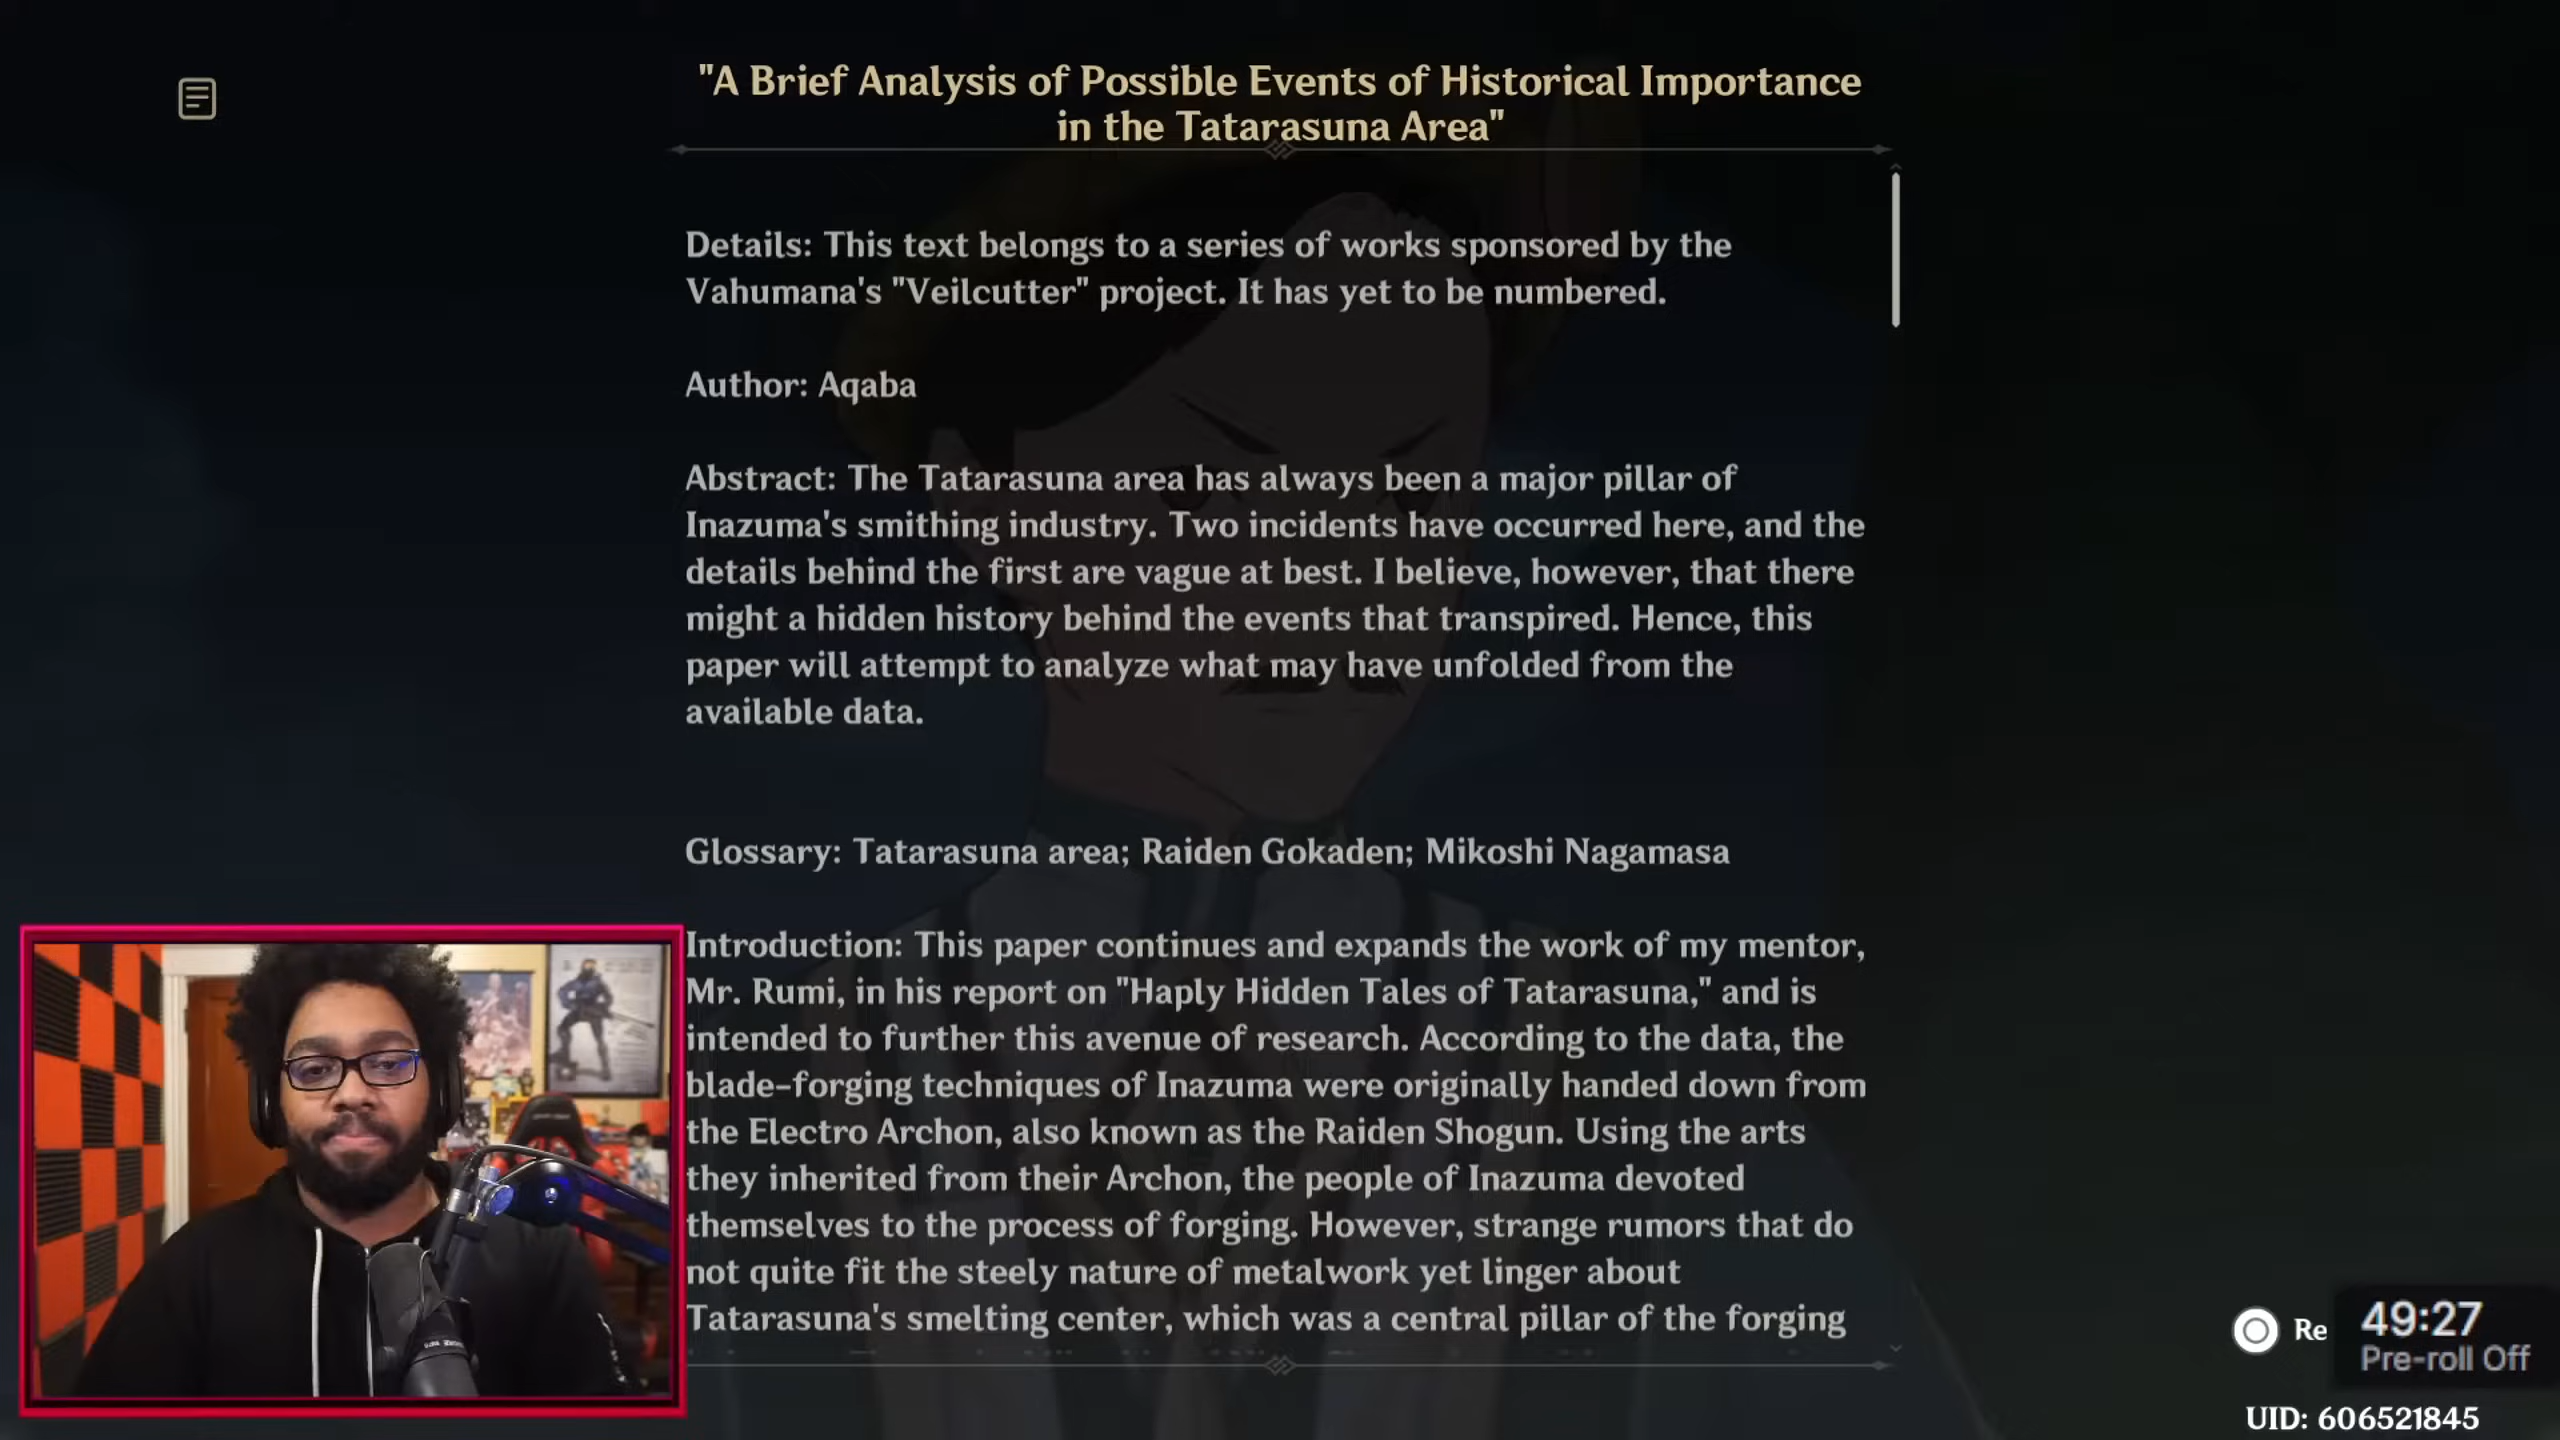 "A Brief Analysis of Possible Events of Historical Importance
in the Tatarasuna Area"
Details: This text belongs to a series of works sponsored by the
Vahumana's "Veilcutter" project. It has yet to be numbered.
Author: Aqaba
Abstract: The Tatarasuna area has always been a major pillar of
Inazuma's smithing industry. Two incidents have occurred here, and the
details behind the first are vague at best. I believe, however, that there
might a hidden history behind the events that transpired. Hence, this
paper will attempt to analyze what may have unfolded from the
available data.
Glossary: Tatarasuna area; Raiden Gokaden; Mikoshi Nagamasa
Introduction: This paper continues and expands the work of my mentor,
Mr. Rumi, in his report on "Haply Hidden Tales of Tatarasuna," and is
intended to further this avenue of research. According to the data, the
blade-forging techniques of Inazuma were originally handed down from
the Electro Archon, also known as the Raiden Shogun. Using the arts
they inherited from their Archon, the people of Inazuma devoted
themselves to the process of forging. However, strange rumors that do
not quite fit the steely nature of metalwork yet linger about
Tatarasuna's smelting center, which was a central pillar of the forging
Re
49:27
Pre-roll Off
UID: 606521845